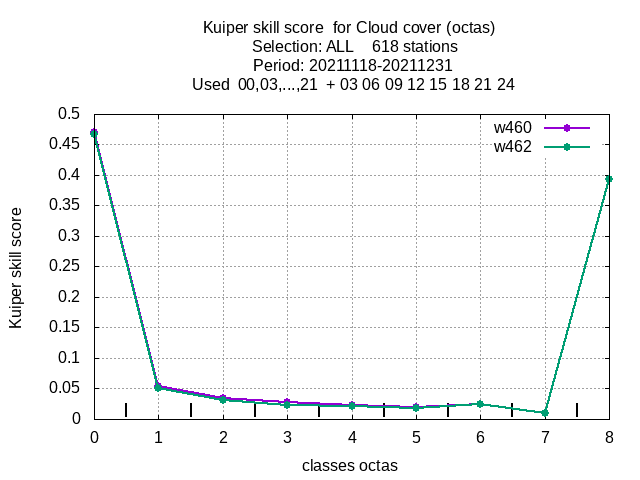 Kuiper skill score  for Cloud cover (octas)
Selection: ALL    618 stations
Period: 20211118-20211231
Used  00,03,...,21  + 03 06 09 12 15 18 21 24
w460
w462
0.5
0.45
0.4
0.35
0.3
0.25
0.2
0.15
0.1
0.05
0
Kuiper skill score
0 1 2 3 4 5 6 7 8
classes octas